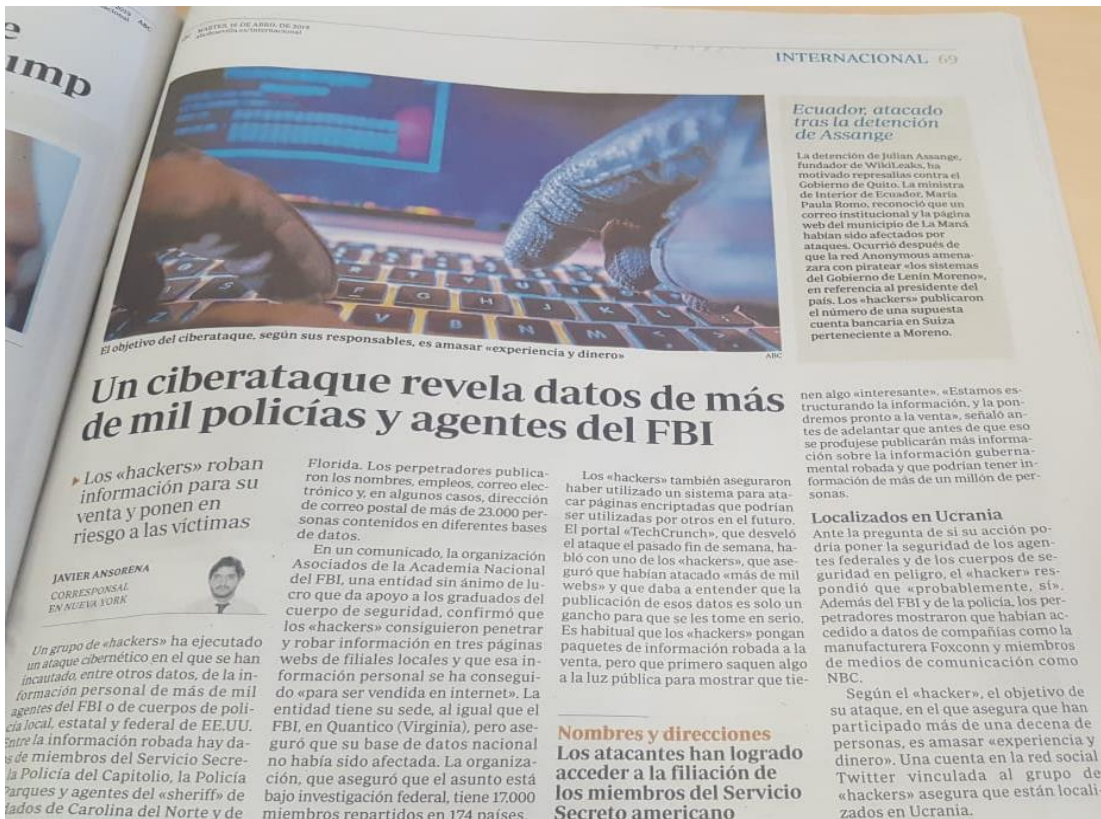 ump
MARTES, 16 DE ABRIL DE 2019
abcdesevilla.es/internacional
INTERNACIONAL 69
El objetivo del ciberataque, según sus responsables, es amasar «experiencia y dinero»
ABC
Ecuador, atacado
tras la detención
de Assange
La detención de Julian Assange,
fundador de WikiLeaks, ha
motivado represalias contra el
Gobierno de Quito. La ministra
de Interior de Ecuador, María
Paula Romo, reconoció que un
correo institucional y la página
web del municipio de La Maná
habían sido afectados por
ataques. Ocurrió después de
que la red Anonymous amena-
zara con piratear «los sistemas
del Gobierno de Lenín Moreno»,
en referencia al presidente del
país. Los «hackers» publicaron
el número de una supuesta
cuenta bancaria en Suiza
perteneciente a Moreno.
Un ciberataque revela datos de más
de mil policías y agentes del FBI
Los «hackers» roban
información para su
venta y ponen en
riesgo a las víctimas
JAVIER ANSORENA
CORRESPONSAL
EN NUEVA YORK
Un grupo de «hackers» ha ejecutado
un ataque cibernético en el que se han
incautado, entre otros datos, de la in-
formación personal de más de mil
agentes del FBI o de cuerpos de poli-
cía local, estatal y federal de EE.UU.
Entre la información robada hay da-
de miembros del Servicio Secre-
la Policía del Capitolio, la Policía
Parques y agentes del «sheriff» de
de Carolina del Norte y de
Florida. Los perpetradores publica-
ron los nombres, empleos, correo elec-
trónico y, en algunos casos, dirección
de correo postal de más de 23.000 per-
sonas contenidos en diferentes bases
de datos.
En un comunicado, la organización
Asociados de la Academia Nacional
del FBI, una entidad sin ánimo de lu-
cro que da apoyo a los graduados del
cuerpo de seguridad, confirmó que
los «hackers» consiguieron penetrar
y robar información en tres páginas
webs de filiales locales y que esa in-
formación personal se ha consegui-
do «para ser vendida en internet». La
entidad tiene su sede, al igual que el
FBI, en Quantico (Virginia), pero ase-
guró que su base de datos nacional
no había sido afectada. La organiza-
ción, que aseguró que el asunto está
bajo investigación federal, tiene 17.000
miembros repartidos en 174 países.
Los «hackers» también aseguraron
haber utilizado un sistema para ata-
car páginas encriptadas que podrían
ser utilizadas por otros en el futuro.
El portal «TechCrunch», que desveló
el ataque el pasado fin de semana, ha-
bló con uno de los «hackers», que ase-
guró que habían atacado «más de mil
webs» y que daba a entender que la
publicación de esos datos es solo un
gancho para que se les tome en serio.
Es habitual que los «hackers» pongan
paquetes de información robada a la
venta, pero que primero saquen algo
a la luz pública para mostrar que tie-
Nombres y direcciones
Los atacantes han logrado
acceder a la filiación de
los miembros del Servicio
Secreto americano
nen algo «interesante». «Estamos es-
tructurando la información, y la pon-
dremos pronto a la venta», señaló an-
tes de adelantar que antes de que eso
se produjese publicarán más informa-
ción sobre la información guberna-
mental robada y que podrían tener in-
formación de más de un millón de per-
sonas.
Localizados en Ucrania
Ante la pregunta de si su acción po-
dría poner la seguridad de los agen-
tes federales y de los cuerpos de se-
guridad en peligro, el «hacker» res-
pondió que «probablemente, sí».
Además del FBI y de la policía, los per-
petradores mostraron que habían ac-
cedido a datos de compañías como la
manufacturera Foxconn y miembros
de medios de comunicación como
NBC.
Según el «hacker», el objetivo de
su ataque, en el que asegura que han
participado más de una decena de
personas, es amasar «experiencia y
dinero». Una cuenta en la red social
Twitter vinculada al grupo de
«hackers» asegura que están locali-
zados en Ucrania.